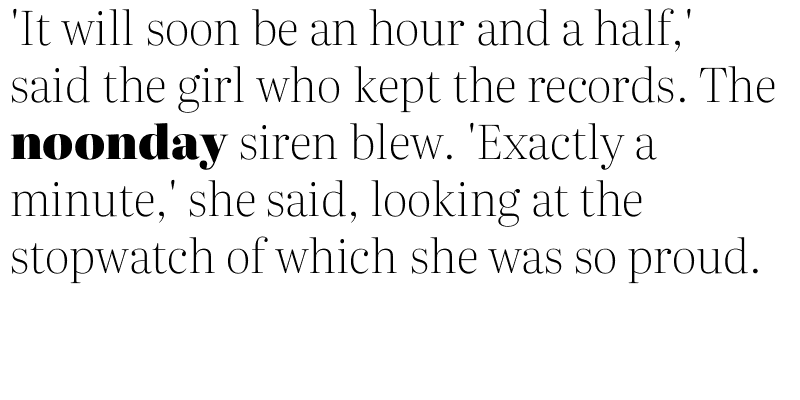 'It will soon be an hour and a half,'
said the girl who kept the records. The
noonday siren blew. 'Exactly a
minute,' she said, looking at the
stopwatch of which she was so proud.